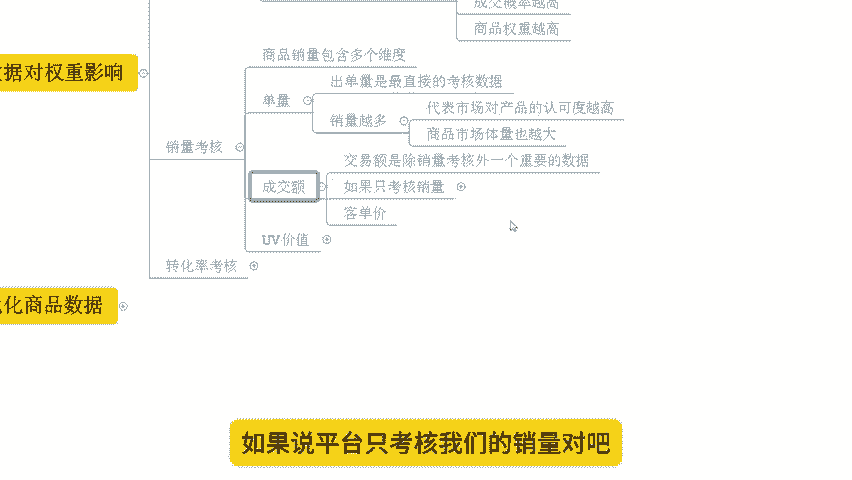 成交概率越高
商品权重越高
据对权重影响
商品销量包含多个维度
出单量是最直接的考核数据
单量
代表市场对产品的认可度越高
销量越多
商品市场体量也越大
销量考核
交易额是除销量考核外一个重要的数据
成交额
如果只考核销量
客单价
UV价值
转化率考核
化商品数据
如果说平台只考核我们的销量对吧